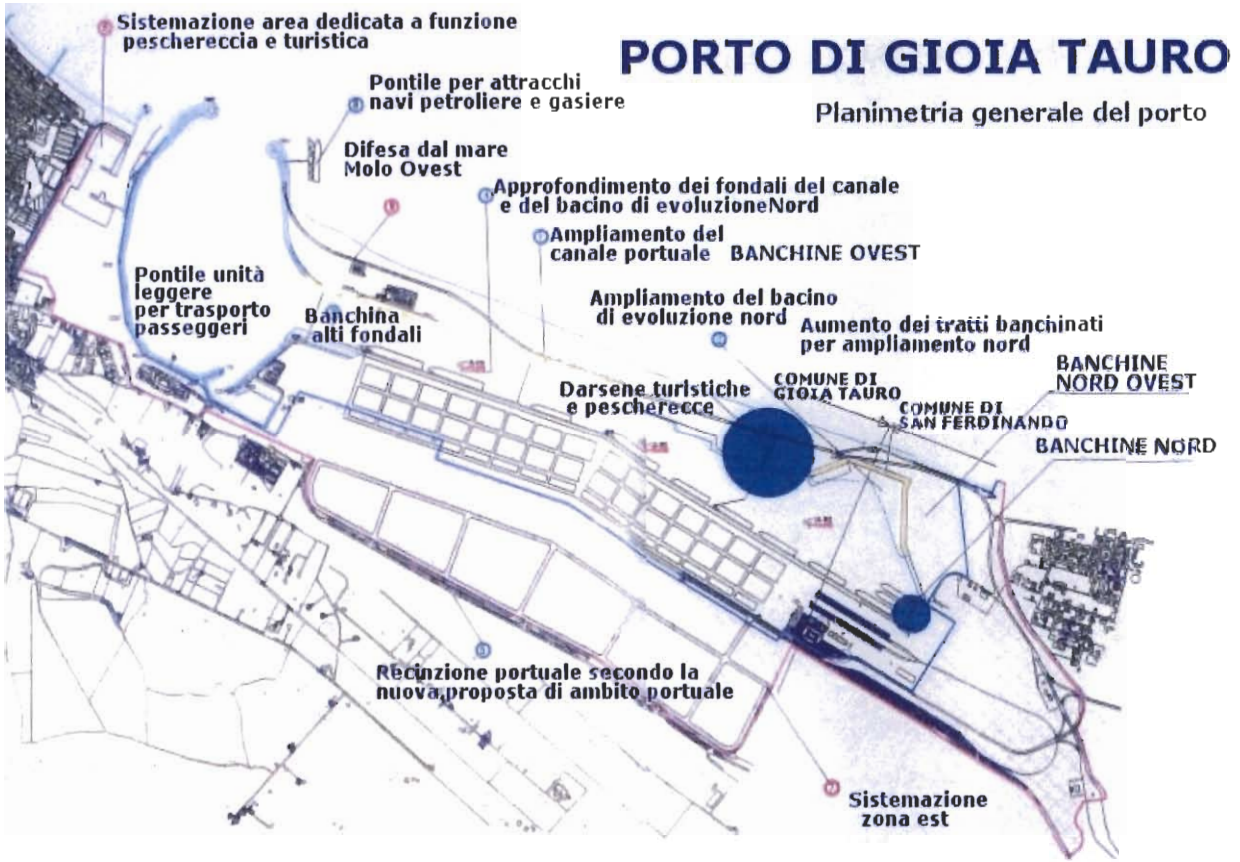 Sistemazione area dedicata a funzione
peschereccia e turistica
PORTO DI GIOIA TAURO
Planimetria generale del porto
Pontile per attracchi
navi petroliere e gasiere
Difesa dal mare
Molo Ovest
Approfondimento dei fondali del canale
e del bacino di evoluzioneNord
Ampliamento del
canale portuale
BANCHINE OVEST
Pontile unità
leggere
per trasporto
passeggeri
Banchina
alti fondali
Ampliamento del bacino
di evoluzione nord
Aumento dei tratti banchinati
per ampliamento nord
BANCHINE
NORD OVEST
Darsene turistiche
e pescherecce
COMUNE DI
GIOIA TAURO
COMUNE DI
SAN FERDINANDO
BANCHINE NORD
Recinzione portuale secondo la
nuova,proposta di ambito portuale
Sistemazione
zona est